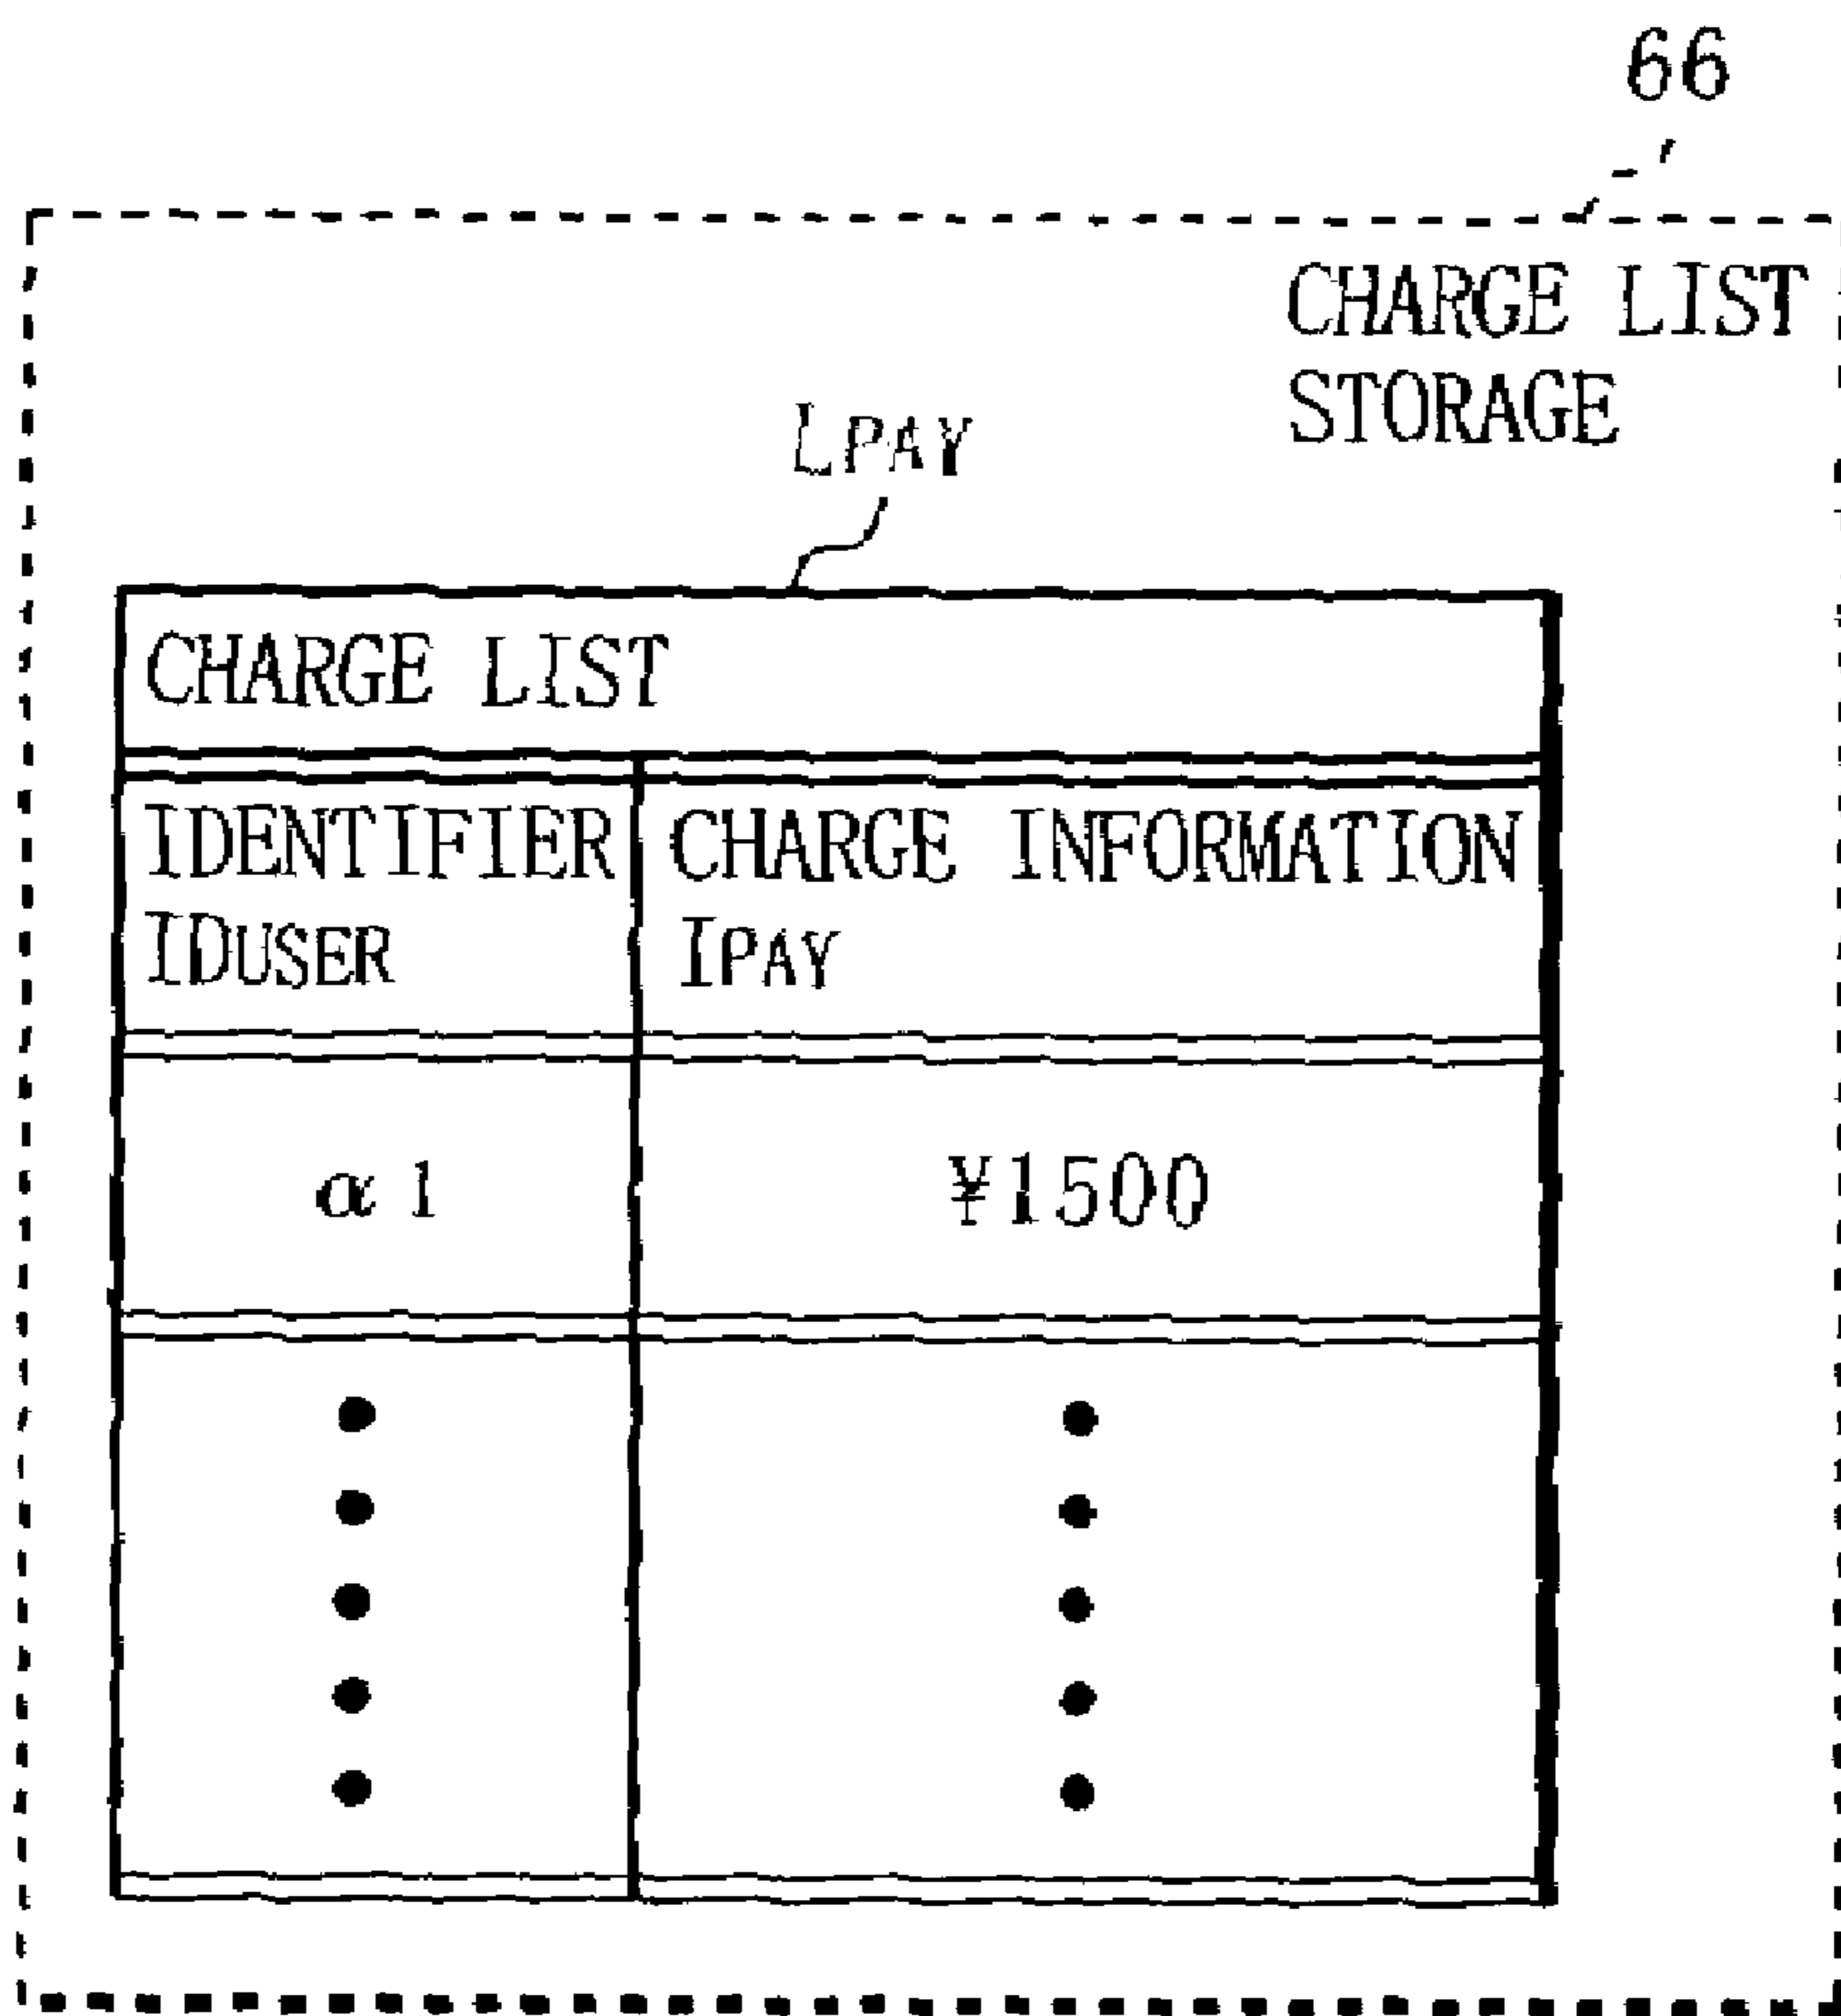 66
CHARGE LIST
STORAGE
LPAY
CHARGE LIST
IDENTIFIER
IDUSER
CHARGE INFORMATION
IPAY
α1
¥1500